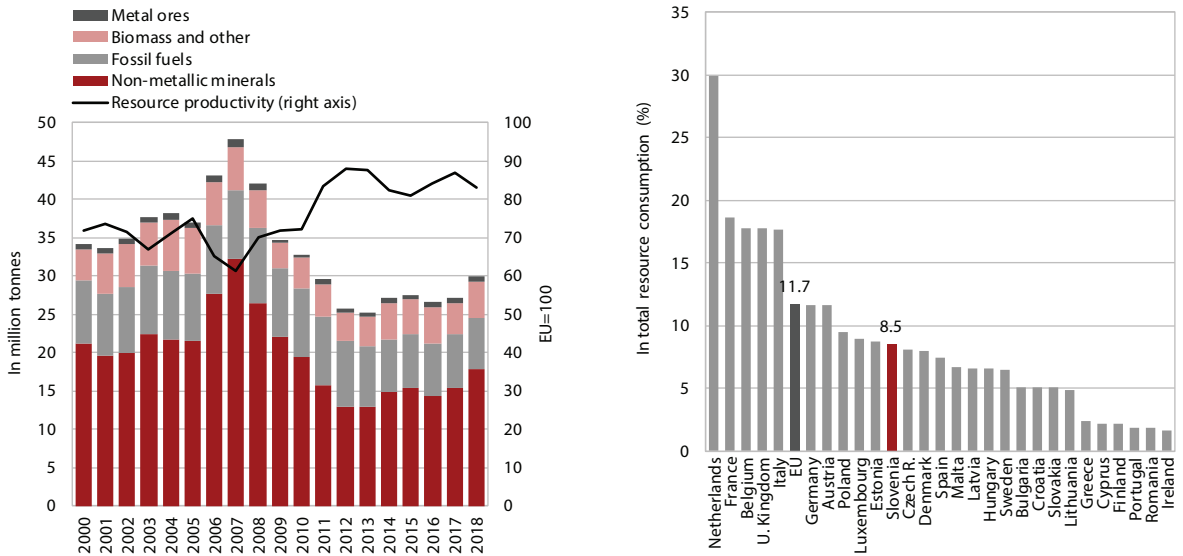 Metal ores
Biomass and other
Fossil fuels
Non-metallic minerals
Resource productivity (right axis)
In million tonnes
50
45
40
35
30
25
20
15
10
5
0
100
90
80
70
60
50
40
30
20
10
0
EU=100
2000
2001
2002
2003
2004
2005
2006
2007
2008
2009
2010
2011
2012
2013
2014
2015
2016
2017
2018
In total resource consumption (%)
35
30
25
20
15
10
5
0
11.7
8.5
Netherlands
France
Belgium
U. Kingdom
Italy
EU
Germany
Austria
Poland
Luxembourg
Estonia
Slovenia
Czech R.
Denmark
Spain
Malta
Latvia
Hungary
Sweden
Bulgaria
Croatia
Slovakia
Lithuania
Greece
Cyprus
Finland
Portugal
Romania
Ireland